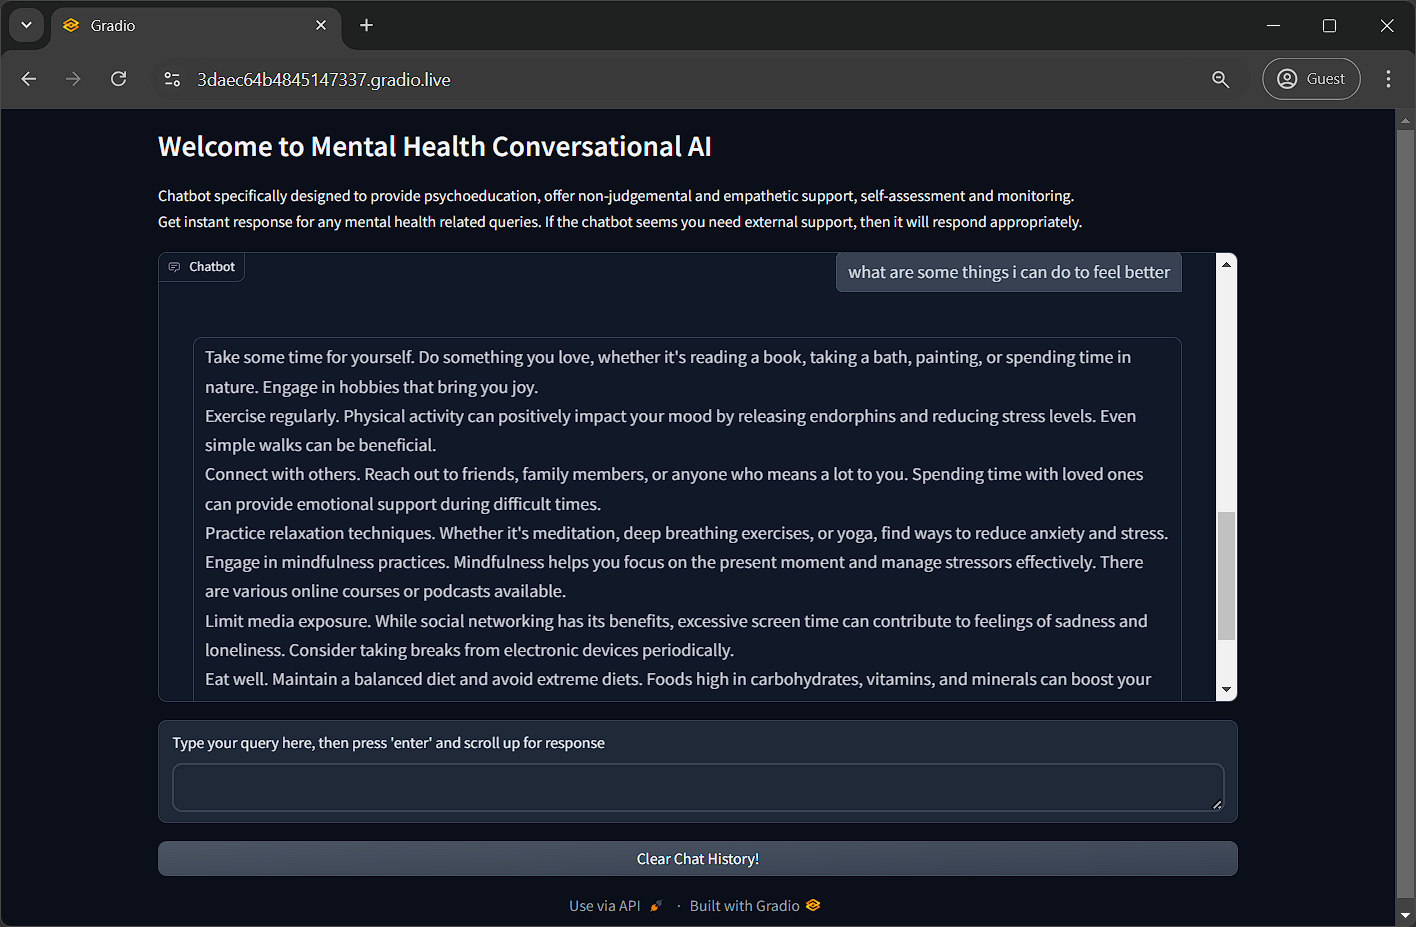 Gradio
3daec64b4845147337.gradio.live
Guest
Welcome to Mental Health Conversational AI
Chatbot specifically designed to provide psychoeducation, offer non-judgemental and empathetic support, self-assessment and monitoring.
Get instant response for any mental health related queries. If the chatbot seems you need external support, then it will respond appropriately.
Chatbot
what are some things i can do to feel better
Take some time for yourself. Do something you love, whether it's reading a book, taking a bath, painting, or spending time in
nature. Engage in hobbies that bring you joy.
Exercise regularly. Physical activity can positively impact your mood by releasing endorphins and reducing stress levels. Even
simple walks can be beneficial.
Connect with others. Reach out to friends, family members, or anyone who means a lot to you. Spending time with loved ones
can provide emotional support during difficult times.
Practice relaxation techniques. Whether it's meditation, deep breathing exercises, or yoga, find ways to reduce anxiety and stress.
Engage in mindfulness practices. Mindfulness helps you focus on the present moment and manage stressors effectively. There
are various online courses or podcasts available.
Limit media exposure. While social networking has its benefits, excessive screen time can contribute to feelings of sadness and
loneliness. Consider taking breaks from electronic devices periodically.
Eat well. Maintain a balanced diet and avoid extreme diets. Foods high in carbohydrates, vitamins, and minerals can boost your
Type your query here, then press 'enter' and scroll up for response
Clear Chat History!
Use via API · Built with Gradio